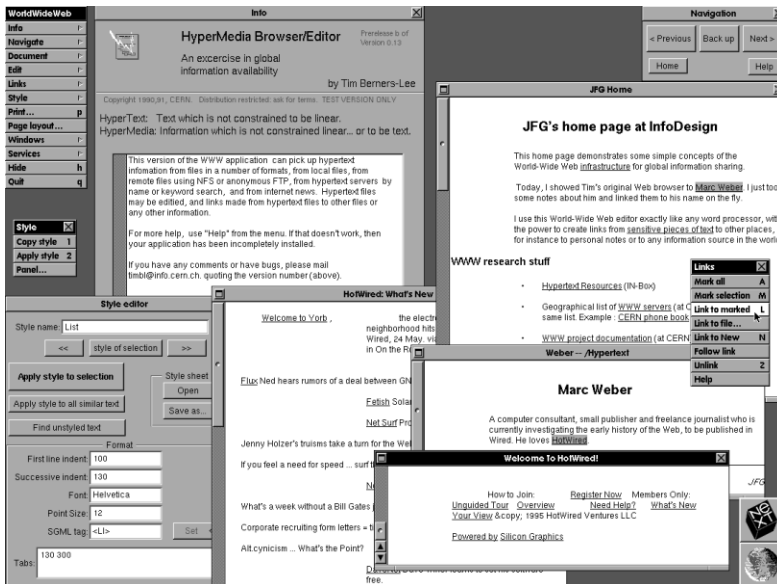 WorldWideWeb
Info
Navigate
Document
Edit
Links
Style
Print... p
Page layout...
Windows
Services
Hide h
Quit q
Style
Copy style 1
Apply style 2
Panel...
Info
HyperMedia Browser/Editor
Prerelease b of
Version 0.13
An excercise in global
information availability
by Tim Berners-Lee
Copyright 1990,91, CERN. Distribution restricted: ask for terms. TEST VERSION ONLY
HyperText: Text which is not constrained to be linear.
HyperMedia: Information which is not constrained linear... or to be text.
This version of the WWW application can pick up hypertext
infomation from files in a number of formats, from local files, from
remote files using NFS or anonymous FTP, from hypertext servers by
name or keyword search, and from internet news. Hypertext files
may be editied, and links made from hypertext files to other files or
any other information.
For more help, use "Help" from the menu. If that doesn't work, then
your application has been incompletely installed.
If you have any comments or have bugs, please mail
timbl@info.cern.ch. quoting the version number (above).
Navigation
< Previous Back up Next >
Home Help
JFG Home
JFG's home page at InfoDesign
This home page demonstrates some simple concepts of the
World-Wide Web infrastructure for global information sharing.
Today, I showed Tim's original Web browser to Marc Weber. I just too
some notes about him and linked them to his name on the fly.
I use this World-Wide Web editor exactly like any word processor, wit
the power to create links from sensitive pieces of text to other places,
for instance to personal notes or to any information source in the worl
WWW research stuff
• Hypertext Resources (IN-Box)
• Geographical list of WWW servers (at C
same list. Example : CERN phone book
• WWW project documentation (at CERN
Links
Mark all A
Mark selection M
Link to marked L
Link to file...
Link to New N
Follow link
Unlink Z
Help
Style editor
Style name: List
<< style of selection >>
Apply style to selection
Apply style to all similar text
Find unstyled text
Style sheet
Open
Save as...
Format
First line indent: 100
Successive indent: 130
Font: Helvetica
Point Size: 12
SGML tag: <LI>
Set
Tabs: 130 300
HotWired: What's New
Welcome to Yorb , the electr
neighborhood hits
Wired, 24 May. via
in On the R
Flux Ned hears rumors of a deal between GN
Fetish Sola
Net Surf Pro
Jenny Holzer's truisms take a turn for the We
If you feel a need for speed ... surf t
What's a week without a Bill Gates j
Corporate recruiting form letters = ti
Alt.cynicism ... What's the Point?
free.
Weber -- /Hypertext
Marc Weber
A computer consultant, small publisher and freelance journalist who is
currently investigating the early history of the Web, to be published in
Wired. He loves HotWired.
JFG
Welcome To HotWired!
How to Join: Register Now Members Only:
Unguided Tour Overview Need Help? What's New
Your View &copy; 1995 HotWired Ventures LLC
Powered by Silicon Graphics